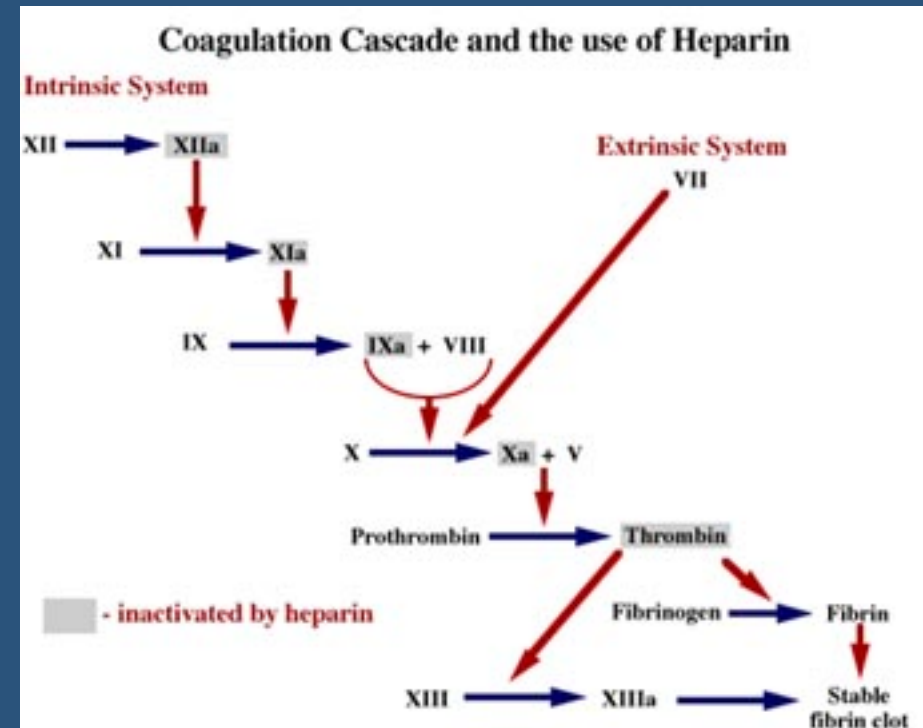 Coagulation Cascade and the use of Heparin
Intrinsic System
XII XIIa
Extrinsic System
VII
XI XIa
IX IXa + VIII
X Xa + V
Prothrombin Thrombin
- inactivated by heparin
Fibrinogen Fibrin
XIII XIIIa Stable
fibrin clot